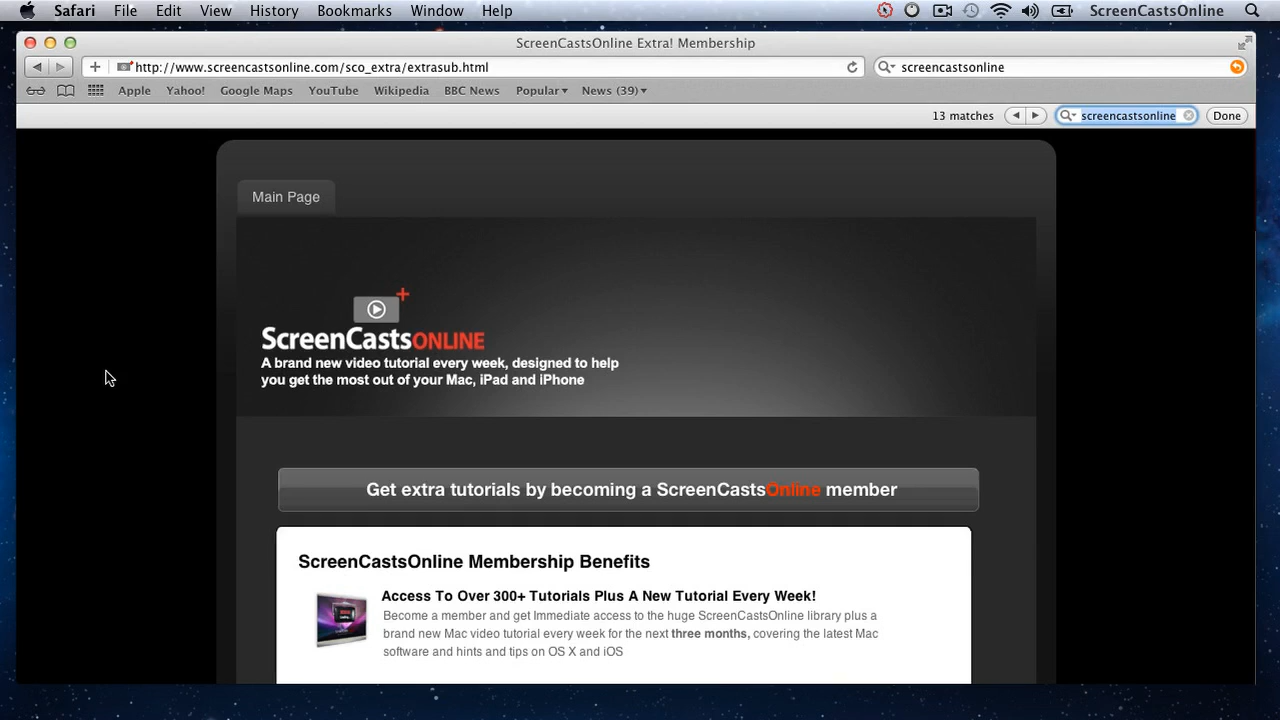 Safari File Edit View History Bookmarks Window Help ScreenCastsOnline
ScreenCastsOnline Extra! Membership
http://www.screencastsonline.com/sco_extra/extrasub.html screencastsonline
Apple Yahoo! Google Maps YouTube Wikipedia BBC News Popular News (39)
13 matches screencastsonline Done
Main Page
ScreenCastsONLINE
A brand new video tutorial every week, designed to help
you get the most out of your Mac, iPad and iPhone
Get extra tutorials by becoming a ScreenCastsOnline member
ScreenCastsOnline Membership Benefits
Access To Over 300+ Tutorials Plus A New Tutorial Every Week!
Become a member and get Immediate access to the huge ScreenCastsOnline library plus a
brand new Mac video tutorial every week for the next three months, covering the latest Mac
software and hints and tips on OS X and iOS